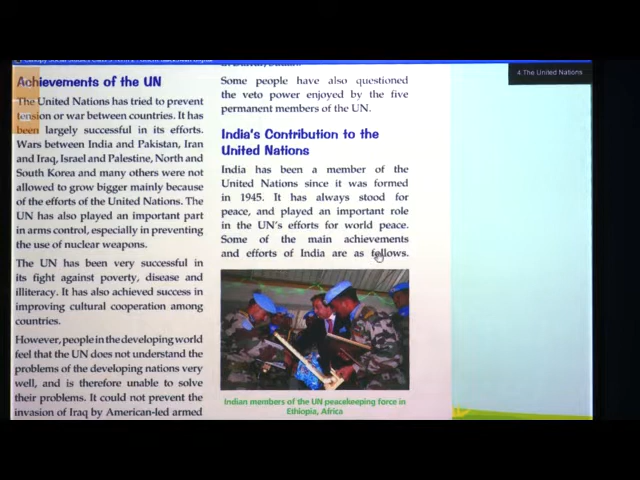 Achievements of the UN
The United Nations has tried to prevent
tension or war between countries. It has
been largely successful in its efforts.
Wars between India and Pakistan, Iran
and Iraq, Israel and Palestine, North and
South Korea and many others were not
allowed to grow bigger mainly because
of the efforts of the United Nations. The
UN has also played an important part
in arms control, especially in preventing
the use of nuclear weapons.
The UN has been very successful in
its fight against poverty, disease and
illiteracy. It has also achieved success in
improving cultural cooperation among
countries.
However, people in the developing world
feel that the UN does not understand the
problems of the developing nations very
well, and is therefore unable to solve
their problems. It could not prevent the
invasion of Iraq by American-led armed
Some people have also questioned
the veto power enjoyed by the five
permanent members of the UN.
India's Contribution to the
United Nations
India has been a member of the
United Nations since it was formed
in 1945. It has always stood for
peace, and played an important role
in the UN's efforts for world peace.
Some of the main achievements
and efforts of India are as follows.
Indian members of the UN peacekeeping force in
Ethiopia, Africa
4.The United Nations